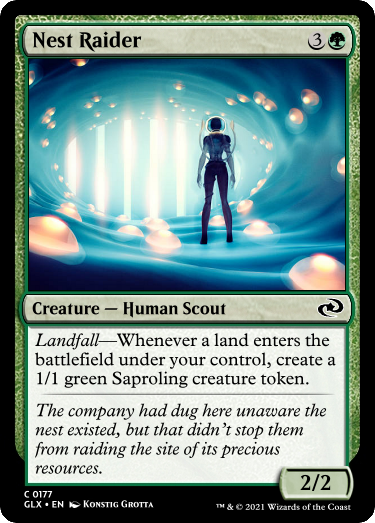 Nest Raider 3
Creature — Human Scout
Landfall—Whenever a land enters the
battlefield under your control, create a
1/1 green Saproling creature token.
The company had dug here unaware the
nest existed, but that didn't stop them
from raiding the site of its precious
resources.
2/2
C 0177
GLX • EN KONSTIG GROTTA
™ & © 2021 Wizards of the Coast